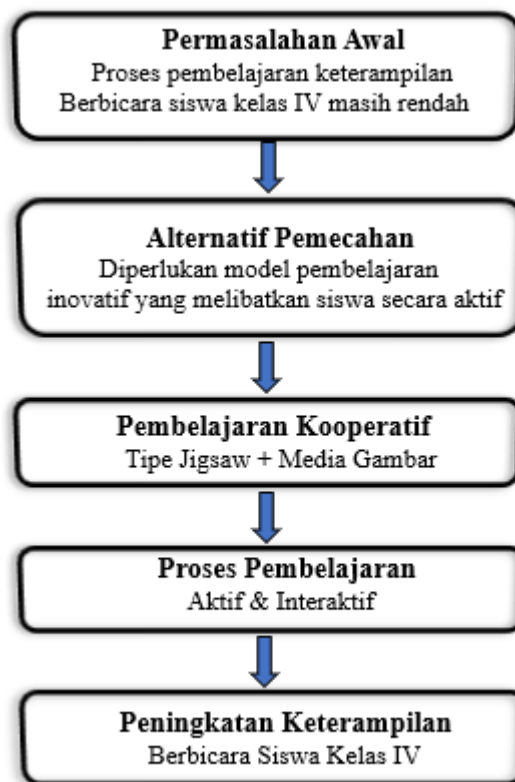 Permasalahan Awal
Proses pembelajaran keterampilan
Berbicara siswa kelas IV masih rendah
Alternatif Pemecahan
Diperlukan model pembelajaran
inovatif yang melibatkan siswa secara aktif
Pembelajaran Kooperatif
Tipe Jigsaw + Media Gambar
Proses Pembelajaran
Aktif & Interaktif
Peningkatan Keterampilan
Berbicara Siswa Kelas IV